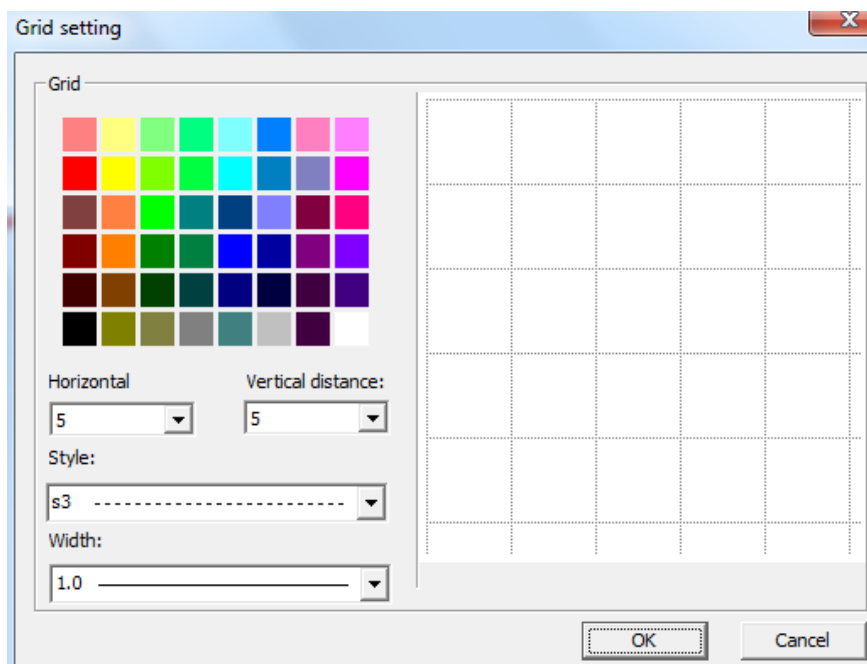 Grid setting
Grid
Horizontal
Vertical distance:
5
5
Style:
s3
Width:
1.0
OK
Cancel